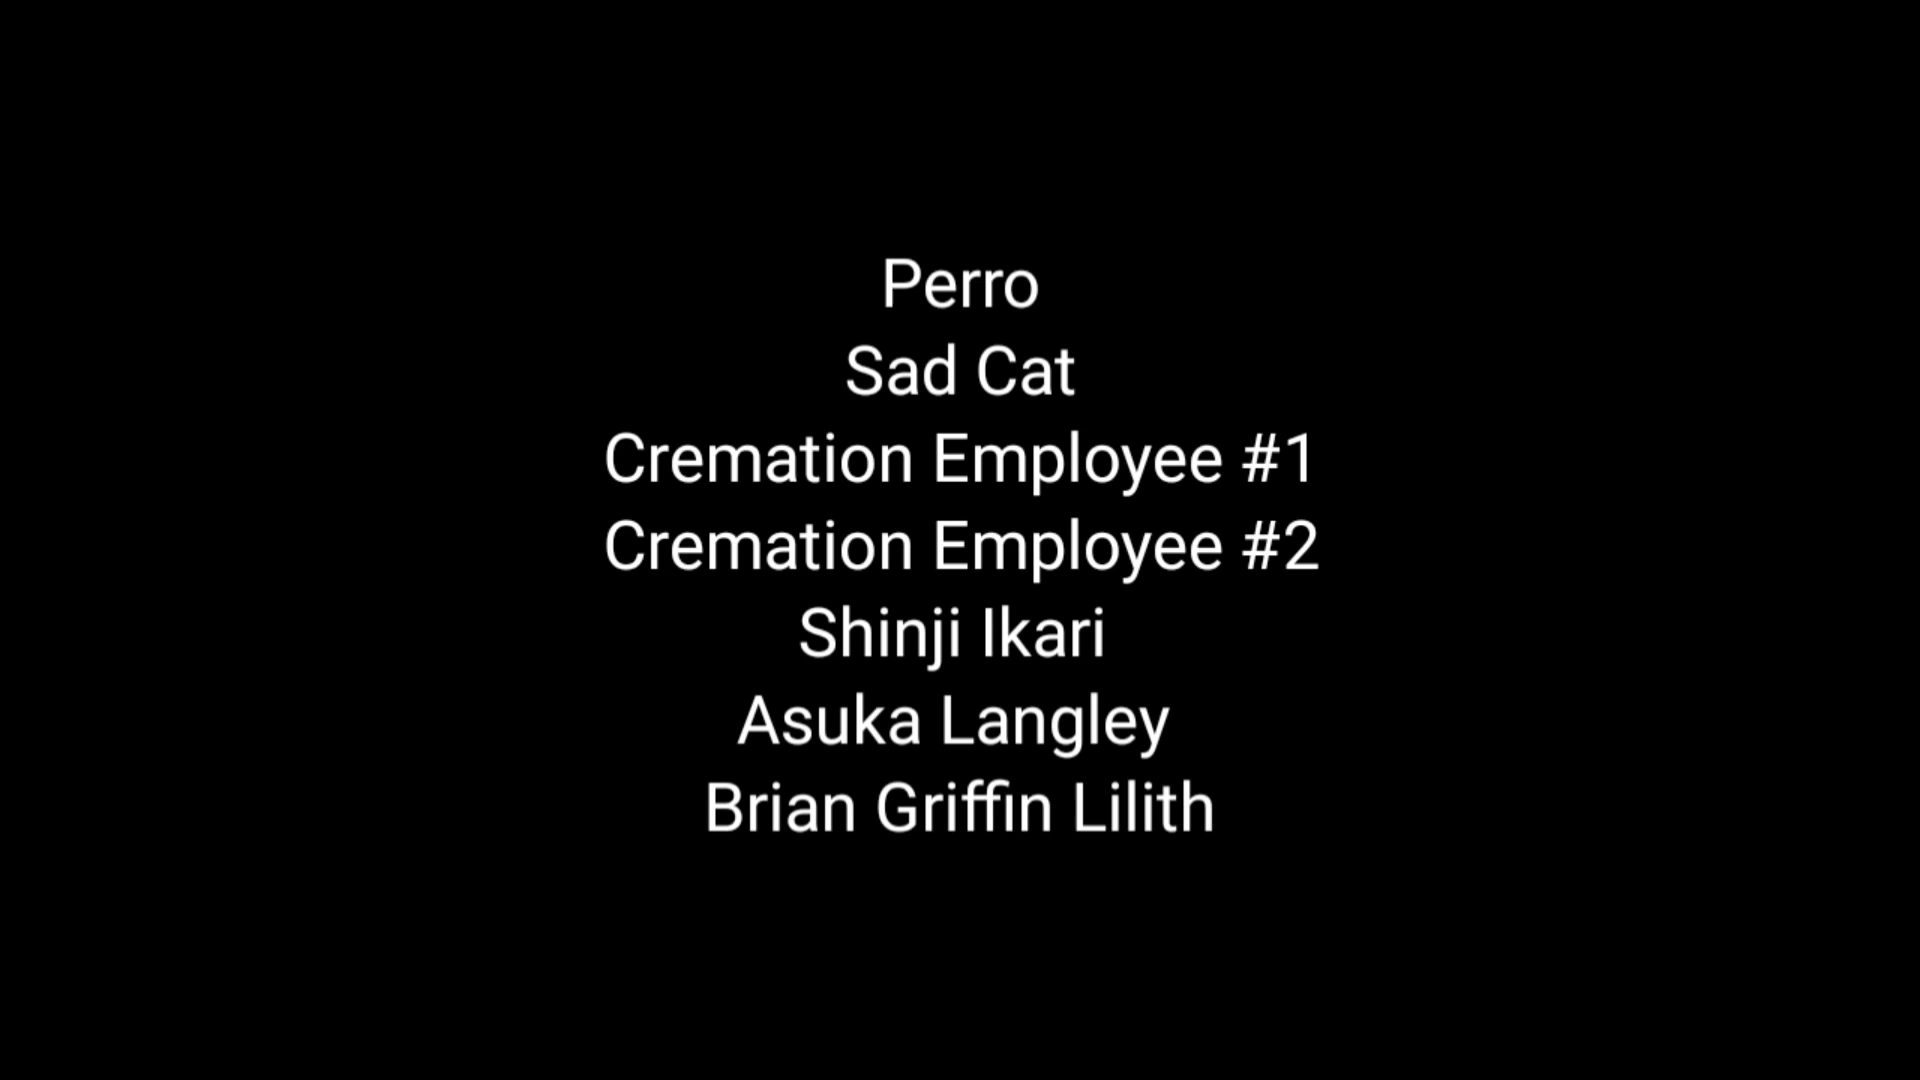 Perro
Sad Cat
Cremation Employee #1
Cremation Employee #2
Shinji Ikari
Asuka Langley
Brian Griffin Lilith